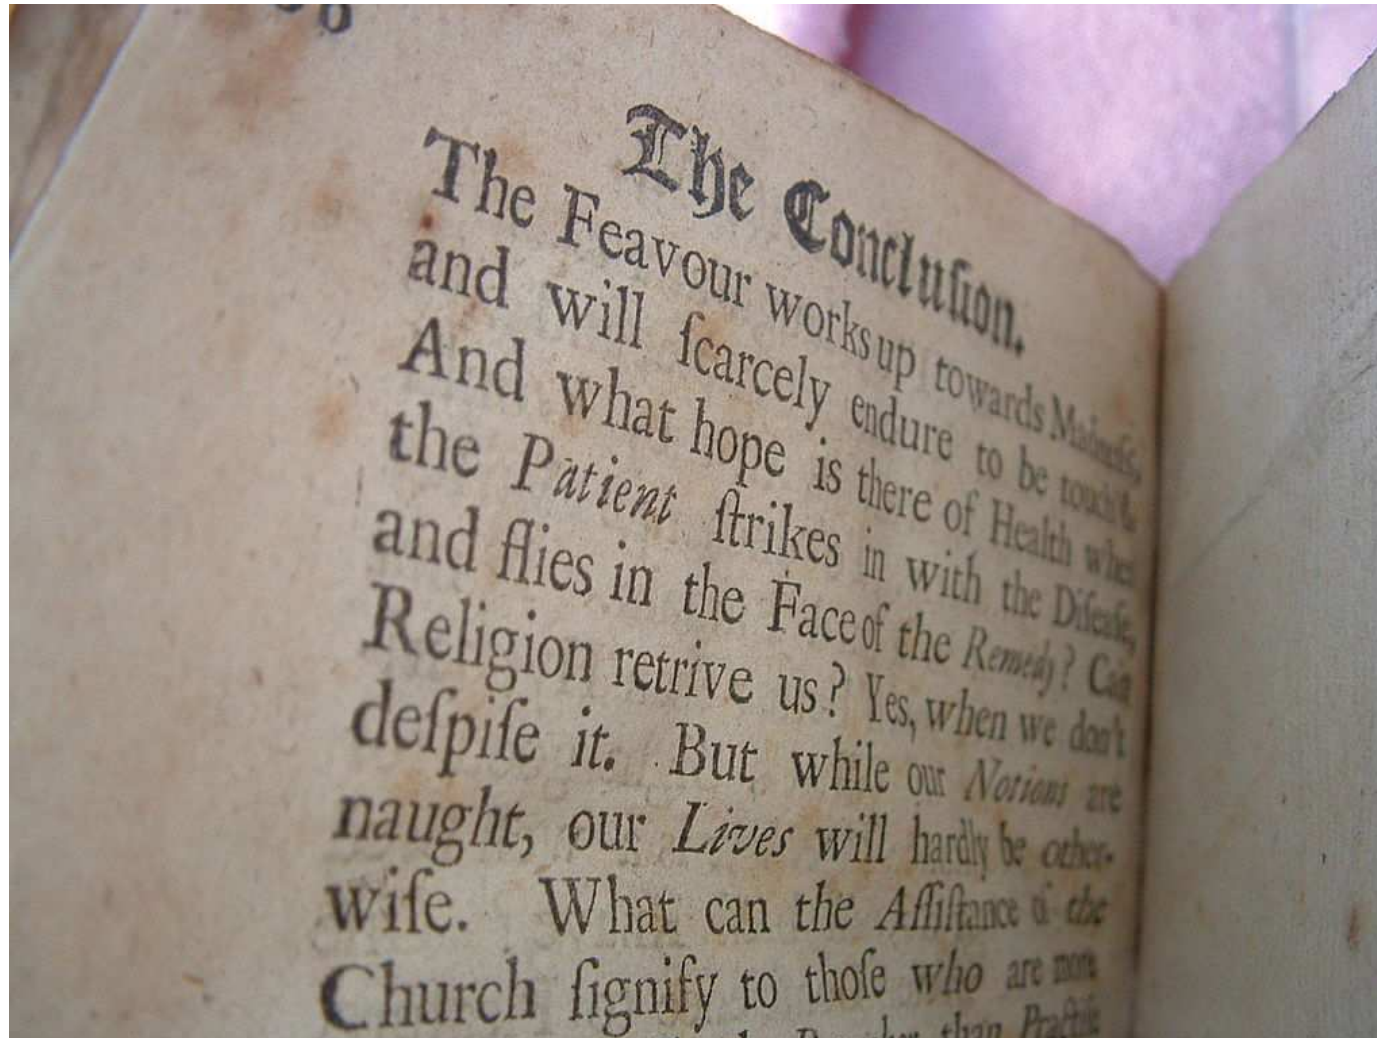 The Concluſion.
The Feavour works up towards Madneſs,
and will ſcarcely endure to be touch'd.
And what hope is there of Health when
the Patient ſtrikes in with the Diſeaſe,
and flies in the Face of the Remedy? Can
Religion retrive us? Yes, when we don't
deſpiſe it. But while our Notions are
naught, our Lives will hardly be other-
wiſe. What can the Aſſiſtance of the
Church ſignify to thoſe who are more
than Practiſe